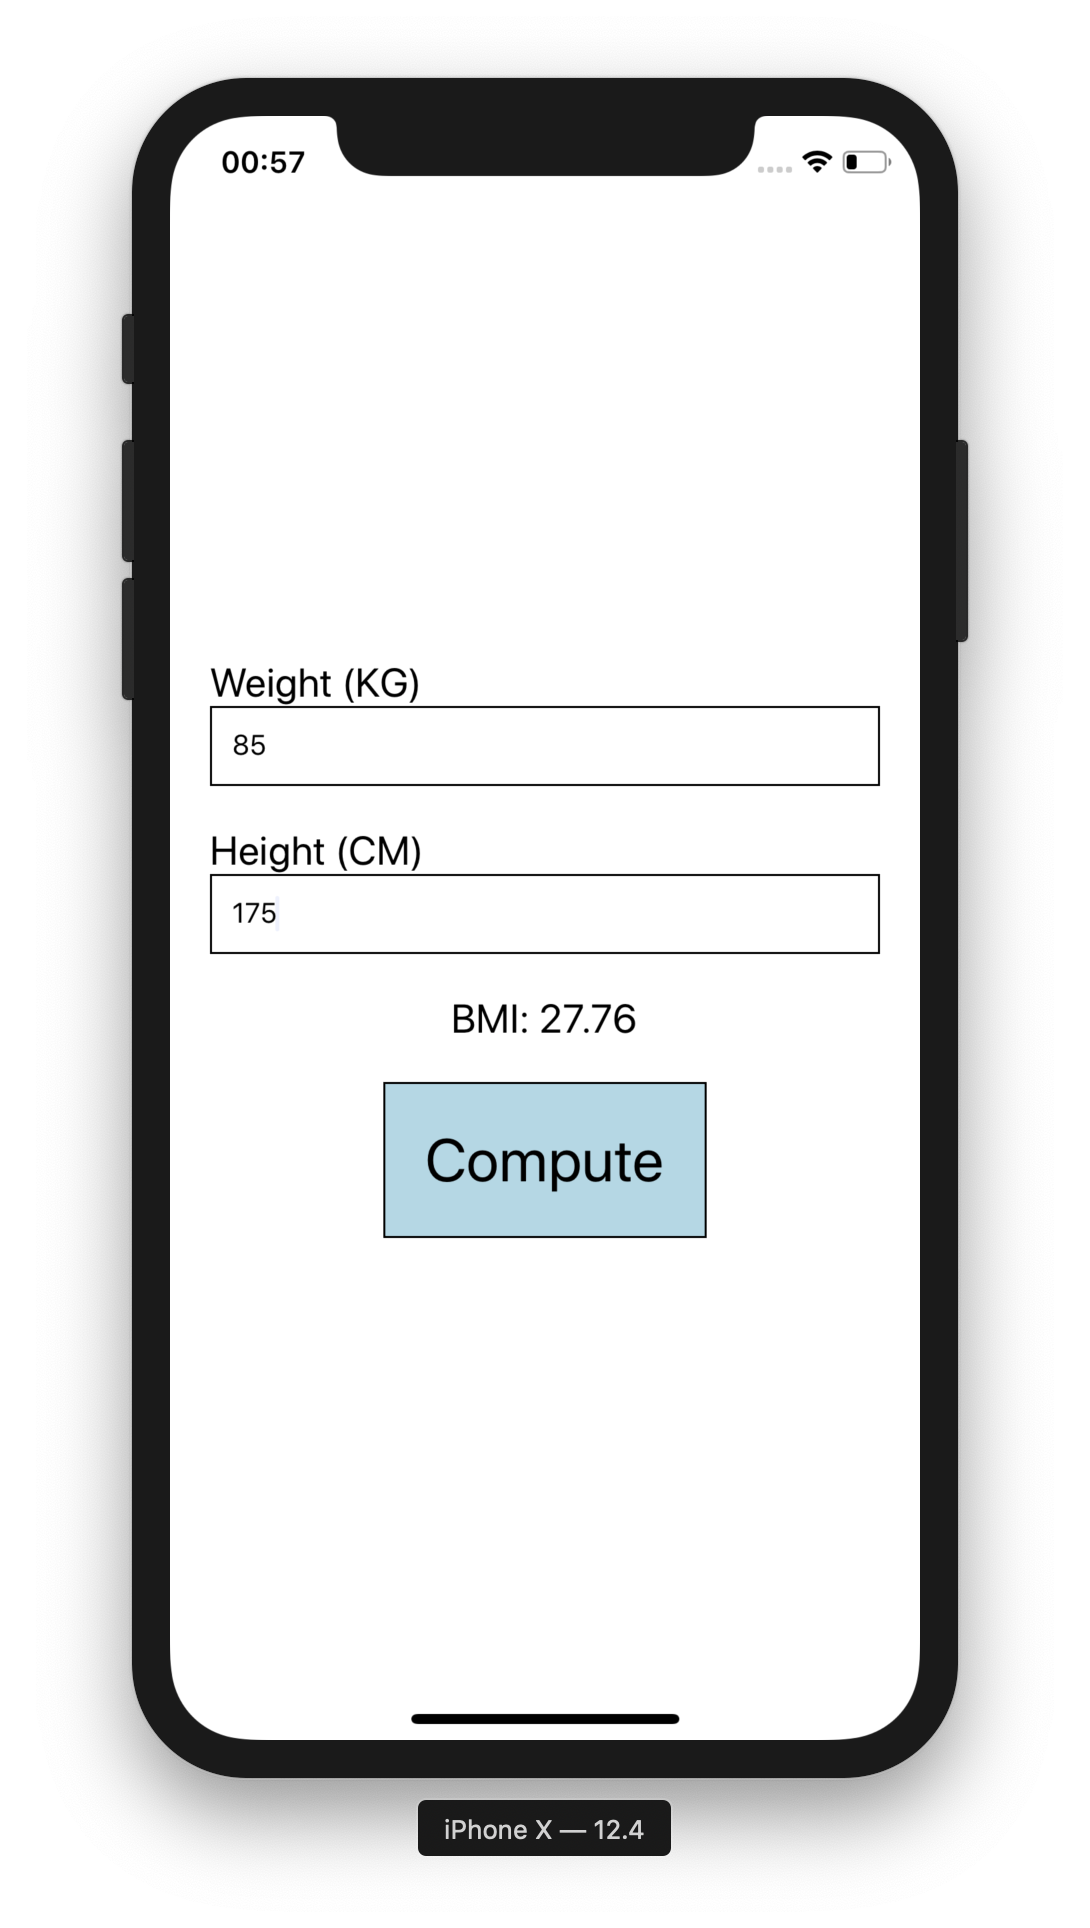 00:57
Weight (KG)
85
Height (CM)
175
BMI: 27.76
Compute
iPhone X — 12.4